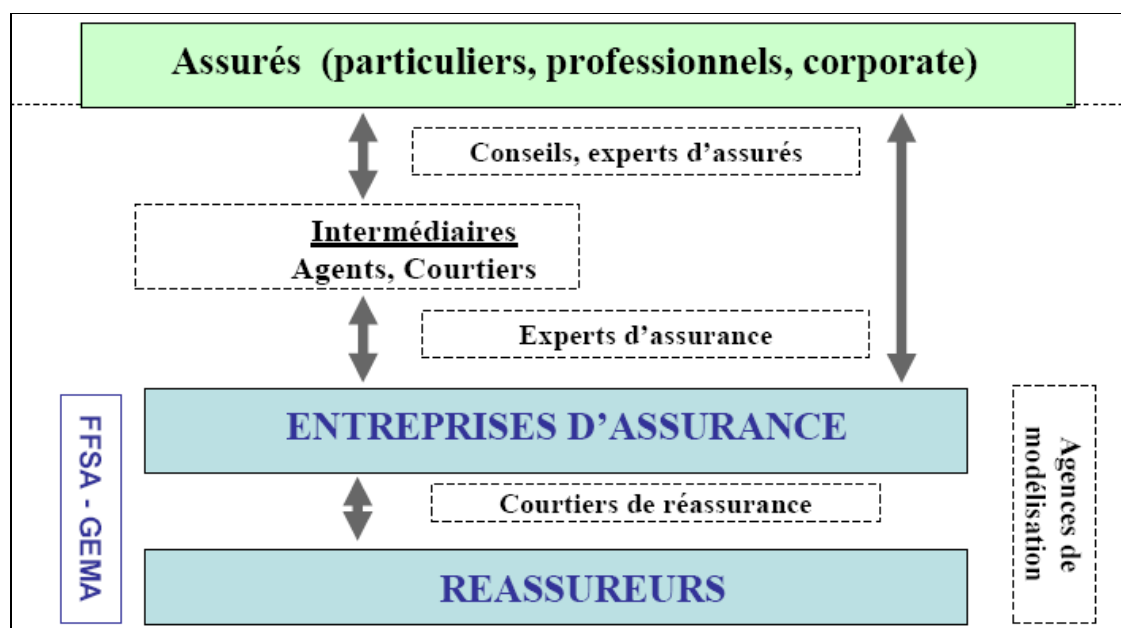 Assurés (particuliers, professionnels, corporate)
Conseils, experts d'assurés
Intermédiaires
Agents, Courtiers
Experts d'assurance
FFSA - GEMA
ENTREPRISES D'ASSURANCE
Agences de
modélisation
Courtiers de réassurance
REASSUREURS